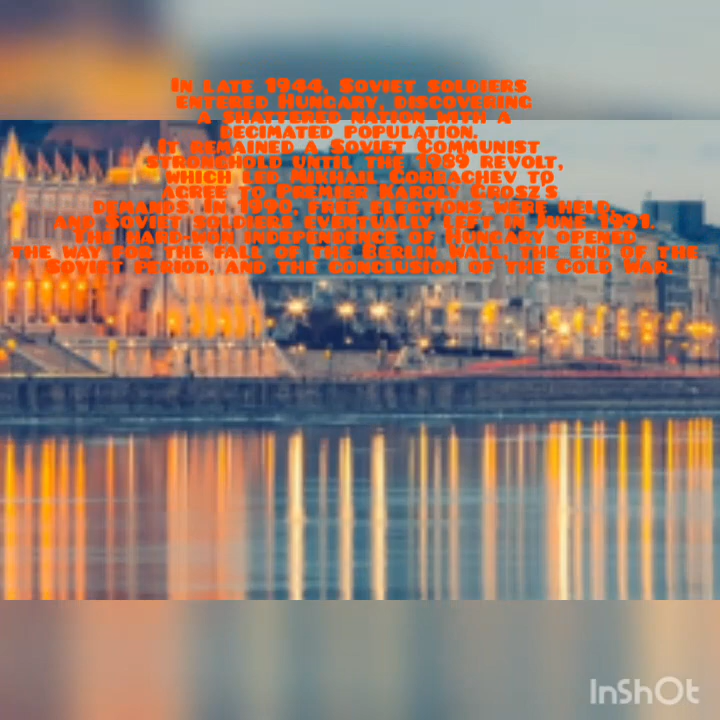 In late 1944, Soviet soldiers
entered Hungary, discovering
a shattered nation with a
decimated population.
It remained a Soviet Communist
stronghold until the 1989 revolt,
which led Mikhail Gorbachev to
agree to Premier Karoly Grosz's
demands. In 1990, free elections were held,
and Soviet soldiers eventually left in June 1991.
The hard-won independence of Hungary opened
the way for the fall of the Berlin Wall, the end of the
Soviet period, and the conclusion of the Cold War.
InShOt